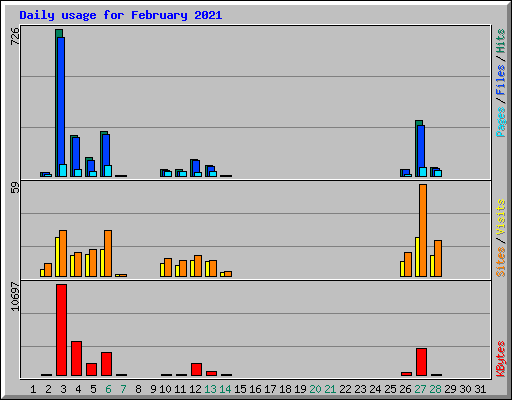 Daily usage for February 2021
726
Pages / Files / Hits
59
Sites / Visits
10697
KBytes
1 2 3 4 5 6 7 8 9 10 11 12 13 14 15 16 17 18 19 20 21 22 23 24 25 26 27 28 29 30 31